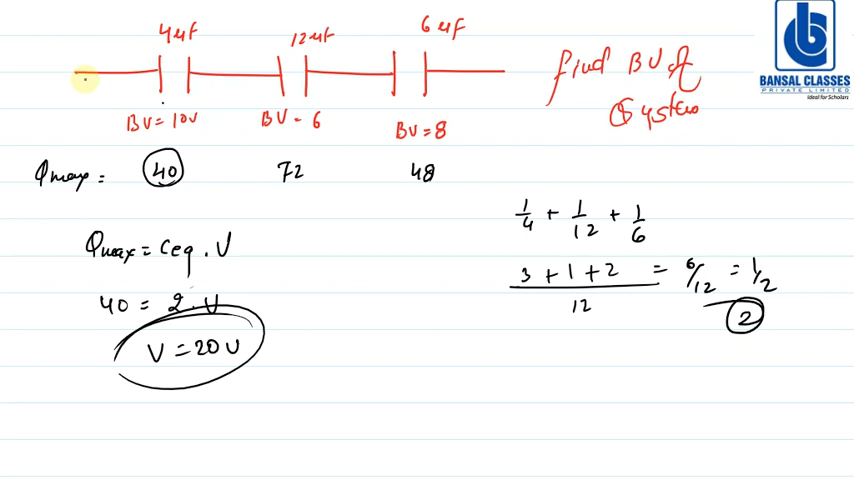 4μF 12μF 6μF
find BV of
System
BV = 10V BV = 6 BV = 8
Qmax = 40 72 48
1/4 + 1/12 + 1/6
Qmax = Ceq . V
3 + 1 + 2 / 12 = 6/12 = 1/2
40 = 2 . V
2
V = 20V
BANSAL CLASSES
PRIVATE LIMITED
Ideal for Scholars